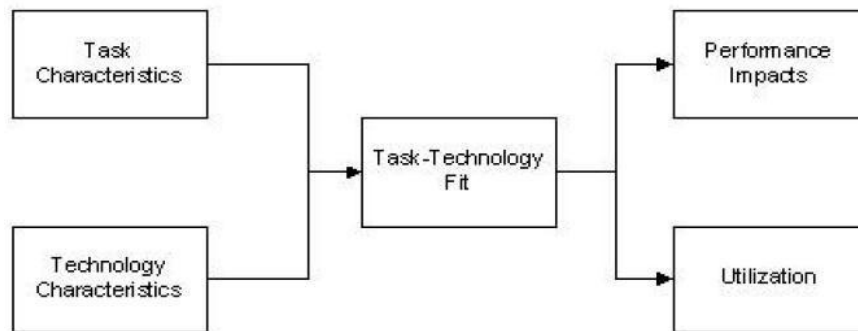 Task
Characteristics
Performance
Impacts
Task-Technology
Fit
Technology
Characteristics
Utilization